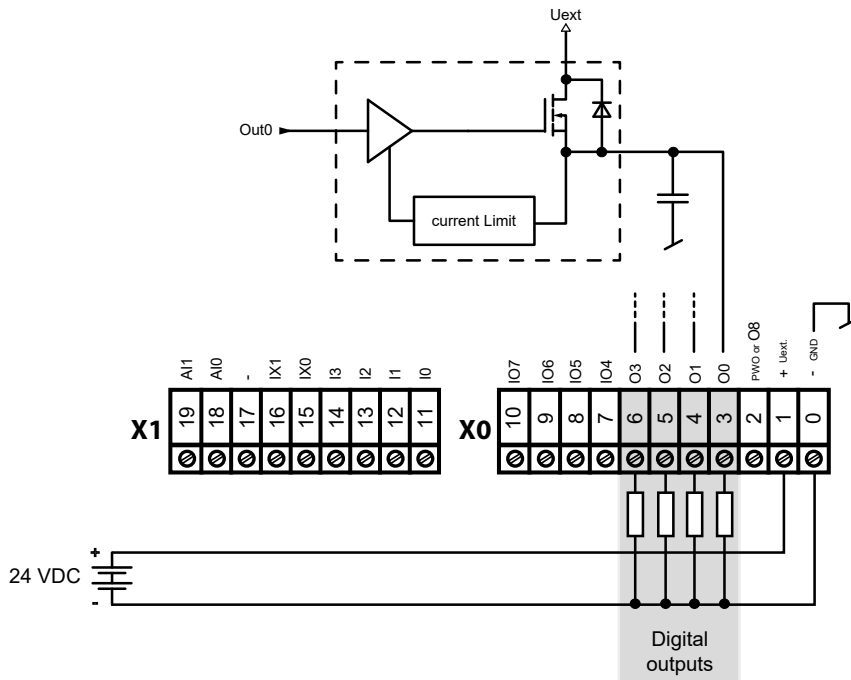 Uext
Out0
current Limit
AI1
AI0
-
IX1
IX0
I3
I2
I1
I0
IO7
IO6
IO5
IO4
O3
O2
O1
O0
PWO or O8
+ Uext.
- GND
X1
19
18
17
16
15
14
13
12
11
X0
10
9
8
7
6
5
4
3
2
1
0
+
24 VDC
-
Digital
outputs